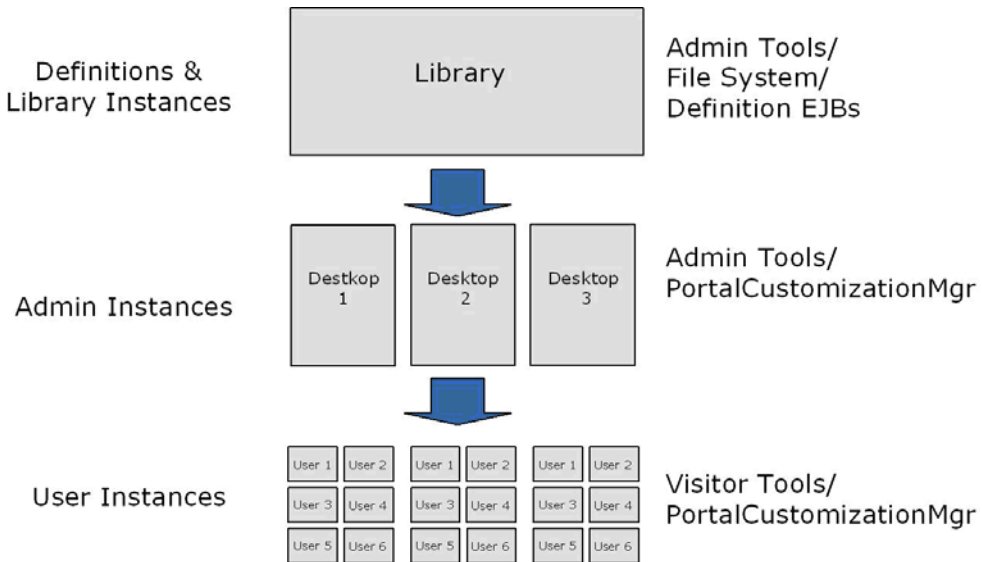 Definitions &
Library Instances
Library
Admin Tools/
File System/
Definition EJBs
Admin Instances
Destkop
1
Desktop
2
Desktop
3
Admin Tools/
PortalCustomizationMgr
User Instances
User 1 User 2 User 1 User 2 User 1 User 2
User 3 User 4 User 3 User 4 User 3 User 4
User 5 User 6 User 5 User 6 User 5 User 6
Visitor Tools/
PortalCustomizationMgr